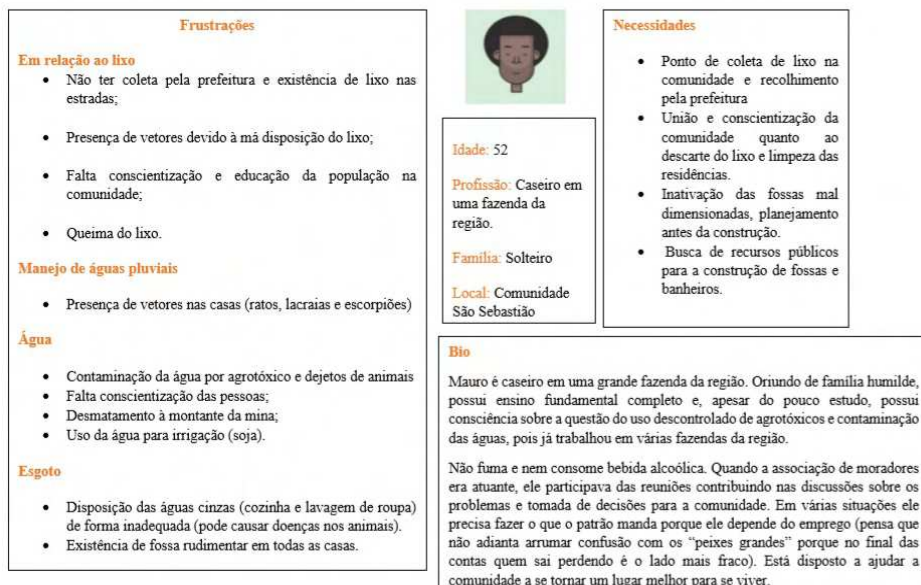 Frustrações
Em relação ao lixo
• Não ter coleta pela prefeitura e existência de lixo nas
estradas;
• Presença de vetores devido à má disposição do lixo;
• Falta conscientização e educação da população na
comunidade;
• Queima do lixo.
Manejo de águas pluviais
• Presença de vetores nas casas (ratos, lacraias e escorpiões)
Água
• Contaminação da água por agrotóxico e dejetos de animais
• Falta conscientização das pessoas;
• Desmatamento à montante da mina;
• Uso da água para irrigação (soja).
Esgoto
• Disposição das águas cinzas (cozinha e lavagem de roupa)
de forma inadequada (pode causar doenças nos animais).
• Existência de fossa rudimentar em todas as casas.
Idade: 52
Profissão: Caseiro em
uma fazenda da
região.
Família: Solteiro
Local: Comunidade
São Sebastião
Necessidades
• Ponto de coleta de lixo na
comunidade e recolhimento
pela prefeitura
• União e conscientização da
comunidade quanto ao
descarte do lixo e limpeza das
residências.
• Inativação das fossas mal
dimensionadas, planejamento
antes da construção.
• Busca de recursos públicos
para a construção de fossas e
banheiros.
Bio
Mauro é caseiro em uma grande fazenda da região. Oriundo de família humilde,
possui ensino fundamental completo e, apesar do pouco estudo, possui
consciência sobre a questão do uso descontrolado de agrotóxicos e contaminação
das águas, pois já trabalhou em várias fazendas da região.
Não fuma e nem consome bebida alcoólica. Quando a associação de moradores
era atuante, ele participava das reuniões contribuindo nas discussões sobre os
problemas e tomada de decisões para a comunidade. Em várias situações ele
precisa fazer o que o patrão manda porque ele depende do emprego (pensa que
não adianta arrumar confusão com os “peixes grandes” porque no final das
contas quem sai perdendo é o lado mais fraco). Está disposto a ajudar a
comunidade a se tornar um lugar melhor para se viver.